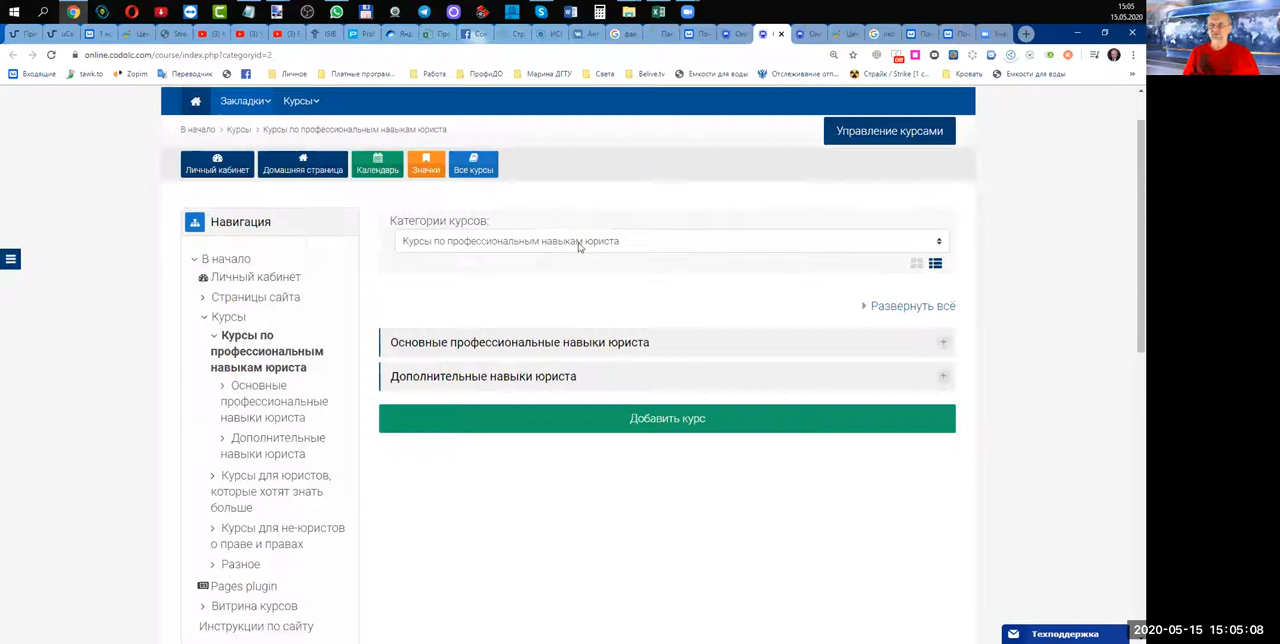 15:05
15.05.2020
online.codolc.com/course/index.php?categoryid=2
Входящие tawk.to Zopim Переводчик Личное Платные програм... Работа ПрофиДО Марина ДГТУ Света Belive.tv Емкости для воды Отслеживание отп... Страйк / Strike [1 с... Кровать Емкости для воды
Закладки Курсы
В начало > Курсы > Курсы по профессиональным навыкам юриста
Управление курсами
Личный кабинет Домашняя страница Календарь Значки Все курсы
Навигация
В начало
Личный кабинет
Страницы сайта
Курсы
Курсы по
профессиональным
навыкам юриста
Основные
профессиональные
навыки юриста
Дополнительные
навыки юриста
Курсы для юристов,
которые хотят знать
больше
Курсы для не-юристов
о праве и правах
Разное
Pages plugin
Витрина курсов
Инструкции по сайту
Категории курсов:
Курсы по профессиональным навыкам юриста
Развернуть всё
Основные профессиональные навыки юриста
Дополнительные навыки юриста
Добавить курс
Техподдержка
2020-05-15 15:05:08